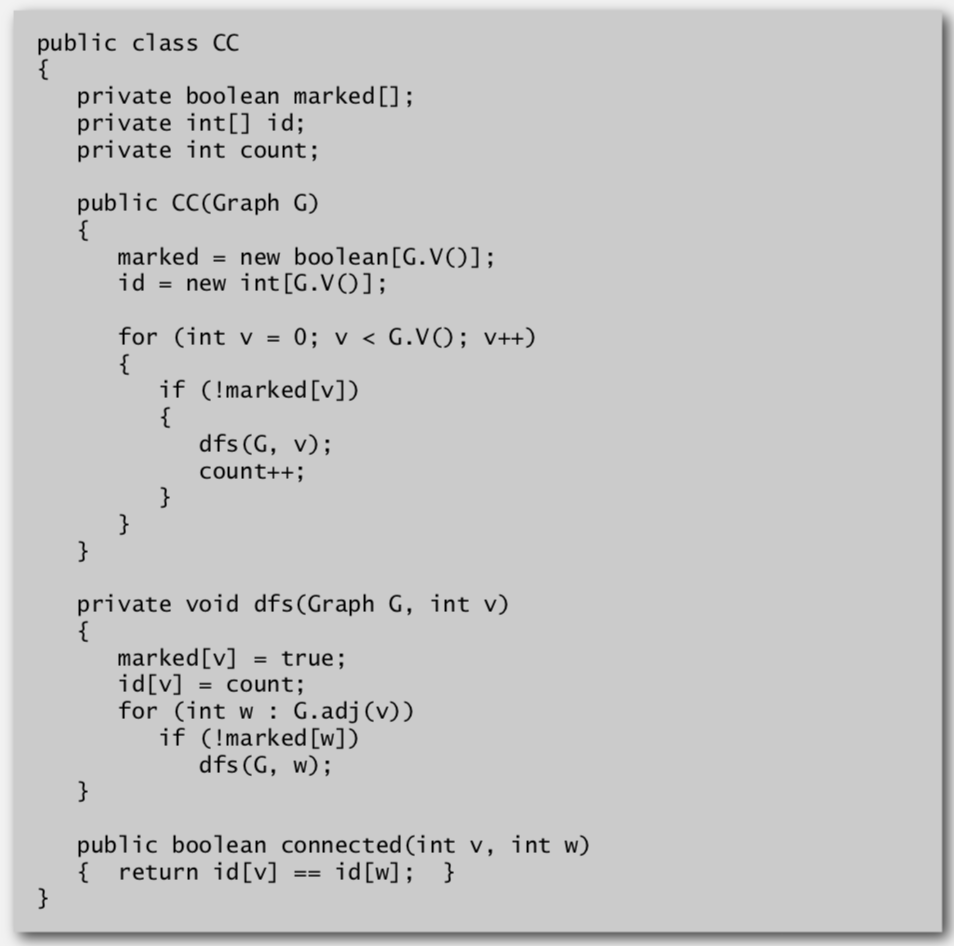 public class CC
{
   private boolean marked[];
   private int[] id;
   private int count;

   public CC(Graph G)
   {
      marked = new boolean[G.V()];
      id = new int[G.V()];

      for (int v = 0; v < G.V(); v++)
      {
         if (!marked[v])
         {
            dfs(G, v);
            count++;
         }
      }
   }

   private void dfs(Graph G, int v)
   {
      marked[v] = true;
      id[v] = count;
      for (int w : G.adj(v))
         if (!marked[w])
            dfs(G, w);
   }

   public boolean connected(int v, int w)
   {  return id[v] == id[w];  }
}